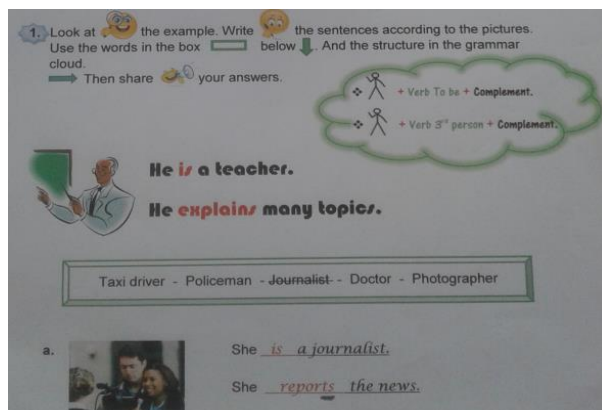 1. Look at the example. Write the sentences according to the pictures.
Use the words in the box below. And the structure in the grammar
cloud.
Then share your answers.
+ Verb To be + Complement.
+ Verb 3rd person + Complement.
He is a teacher.
He explains many topics.
Taxi driver - Policeman - Journalist - Doctor - Photographer
a.
She is a journalist.
She reports the news.